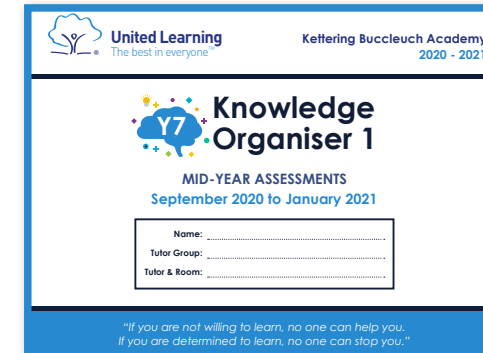 United Learning
The best in everyone™
Kettering Buccleuch Academy
2020 - 2021
Y7
Knowledge
Organiser 1
MID-YEAR ASSESSMENTS
September 2020 to January 2021
Name:
Tutor Group:
Tutor & Room:
“If you are not willing to learn, no one can help you.
If you are determined to learn, no one can stop you.”